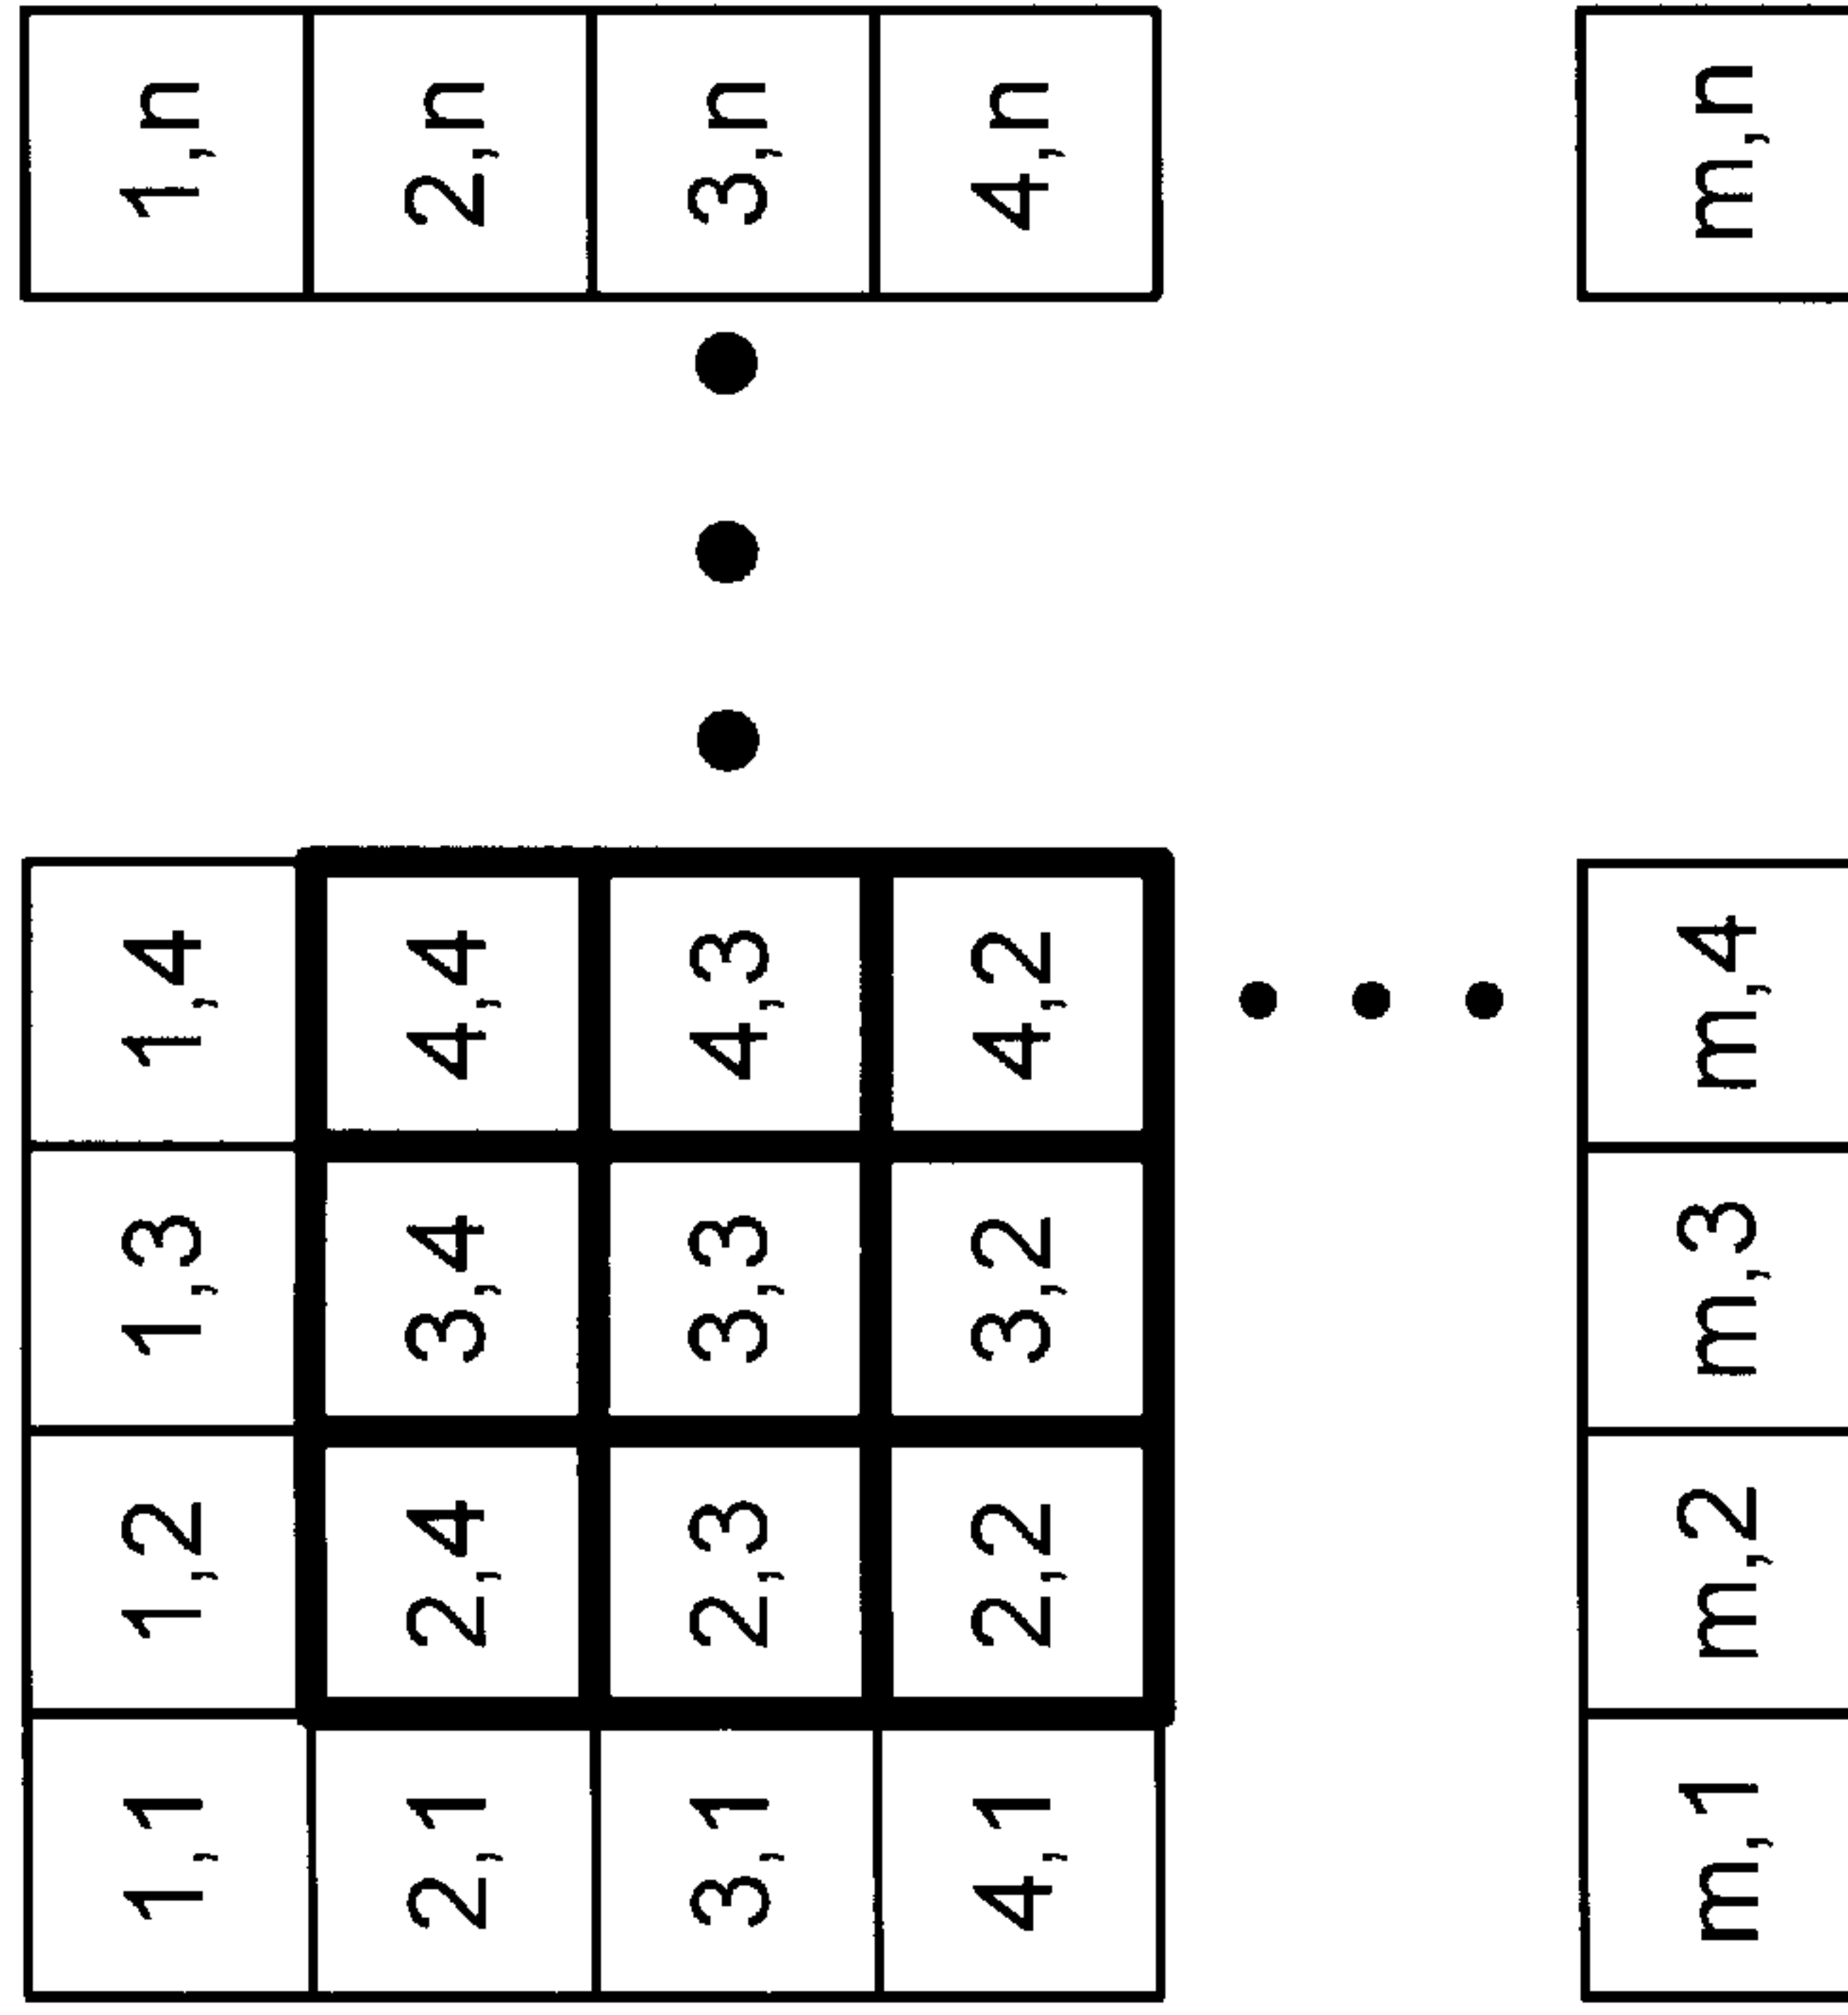 1,1 1,2 1,3 1,4 1,n
2,1 2,4 3,4 4,4 2,n
3,1 2,3 3,3 4,3 3,n
4,1 2,2 3,2 4,2 4,n
m,1 m,2 m,3 m,4 m,n